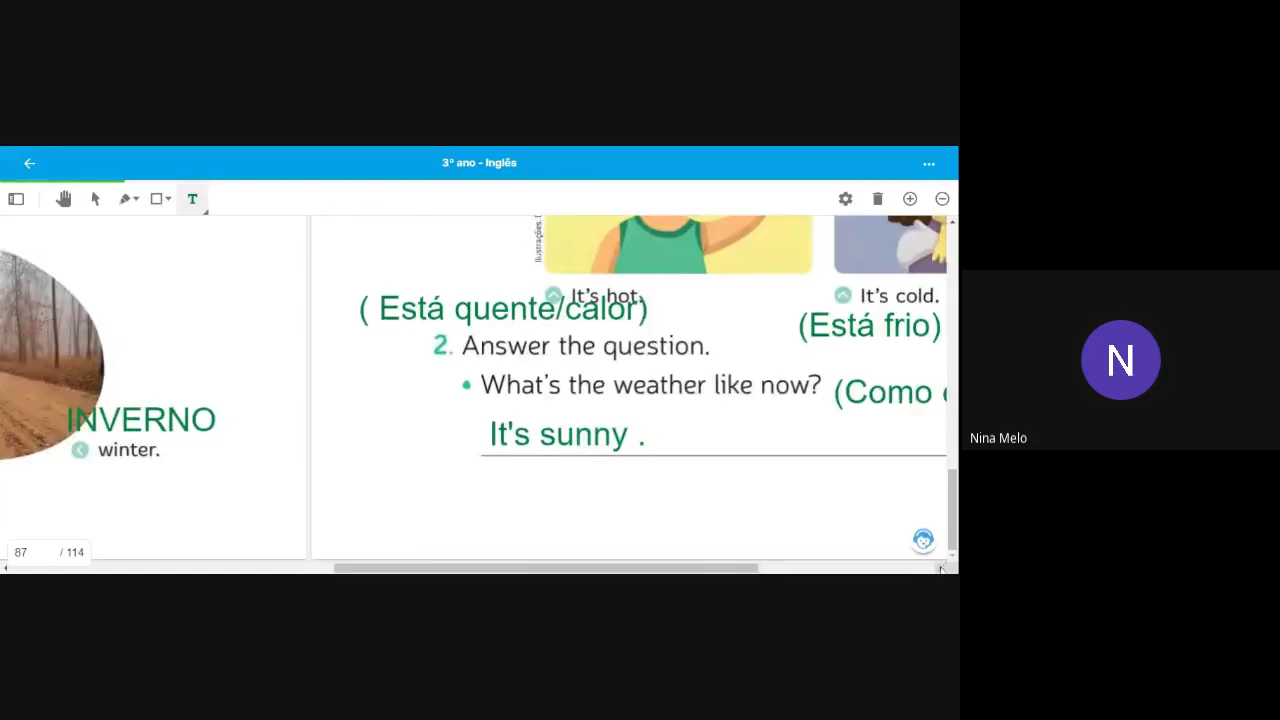 3º ano - Inglês
T
It's hot.
( Está quente/calor)
It's cold.
(Está frio)
2. Answer the question.
• What's the weather like now? (Como
It's sunny .
INVERNO
winter.
87 / 114
N
Nina Melo